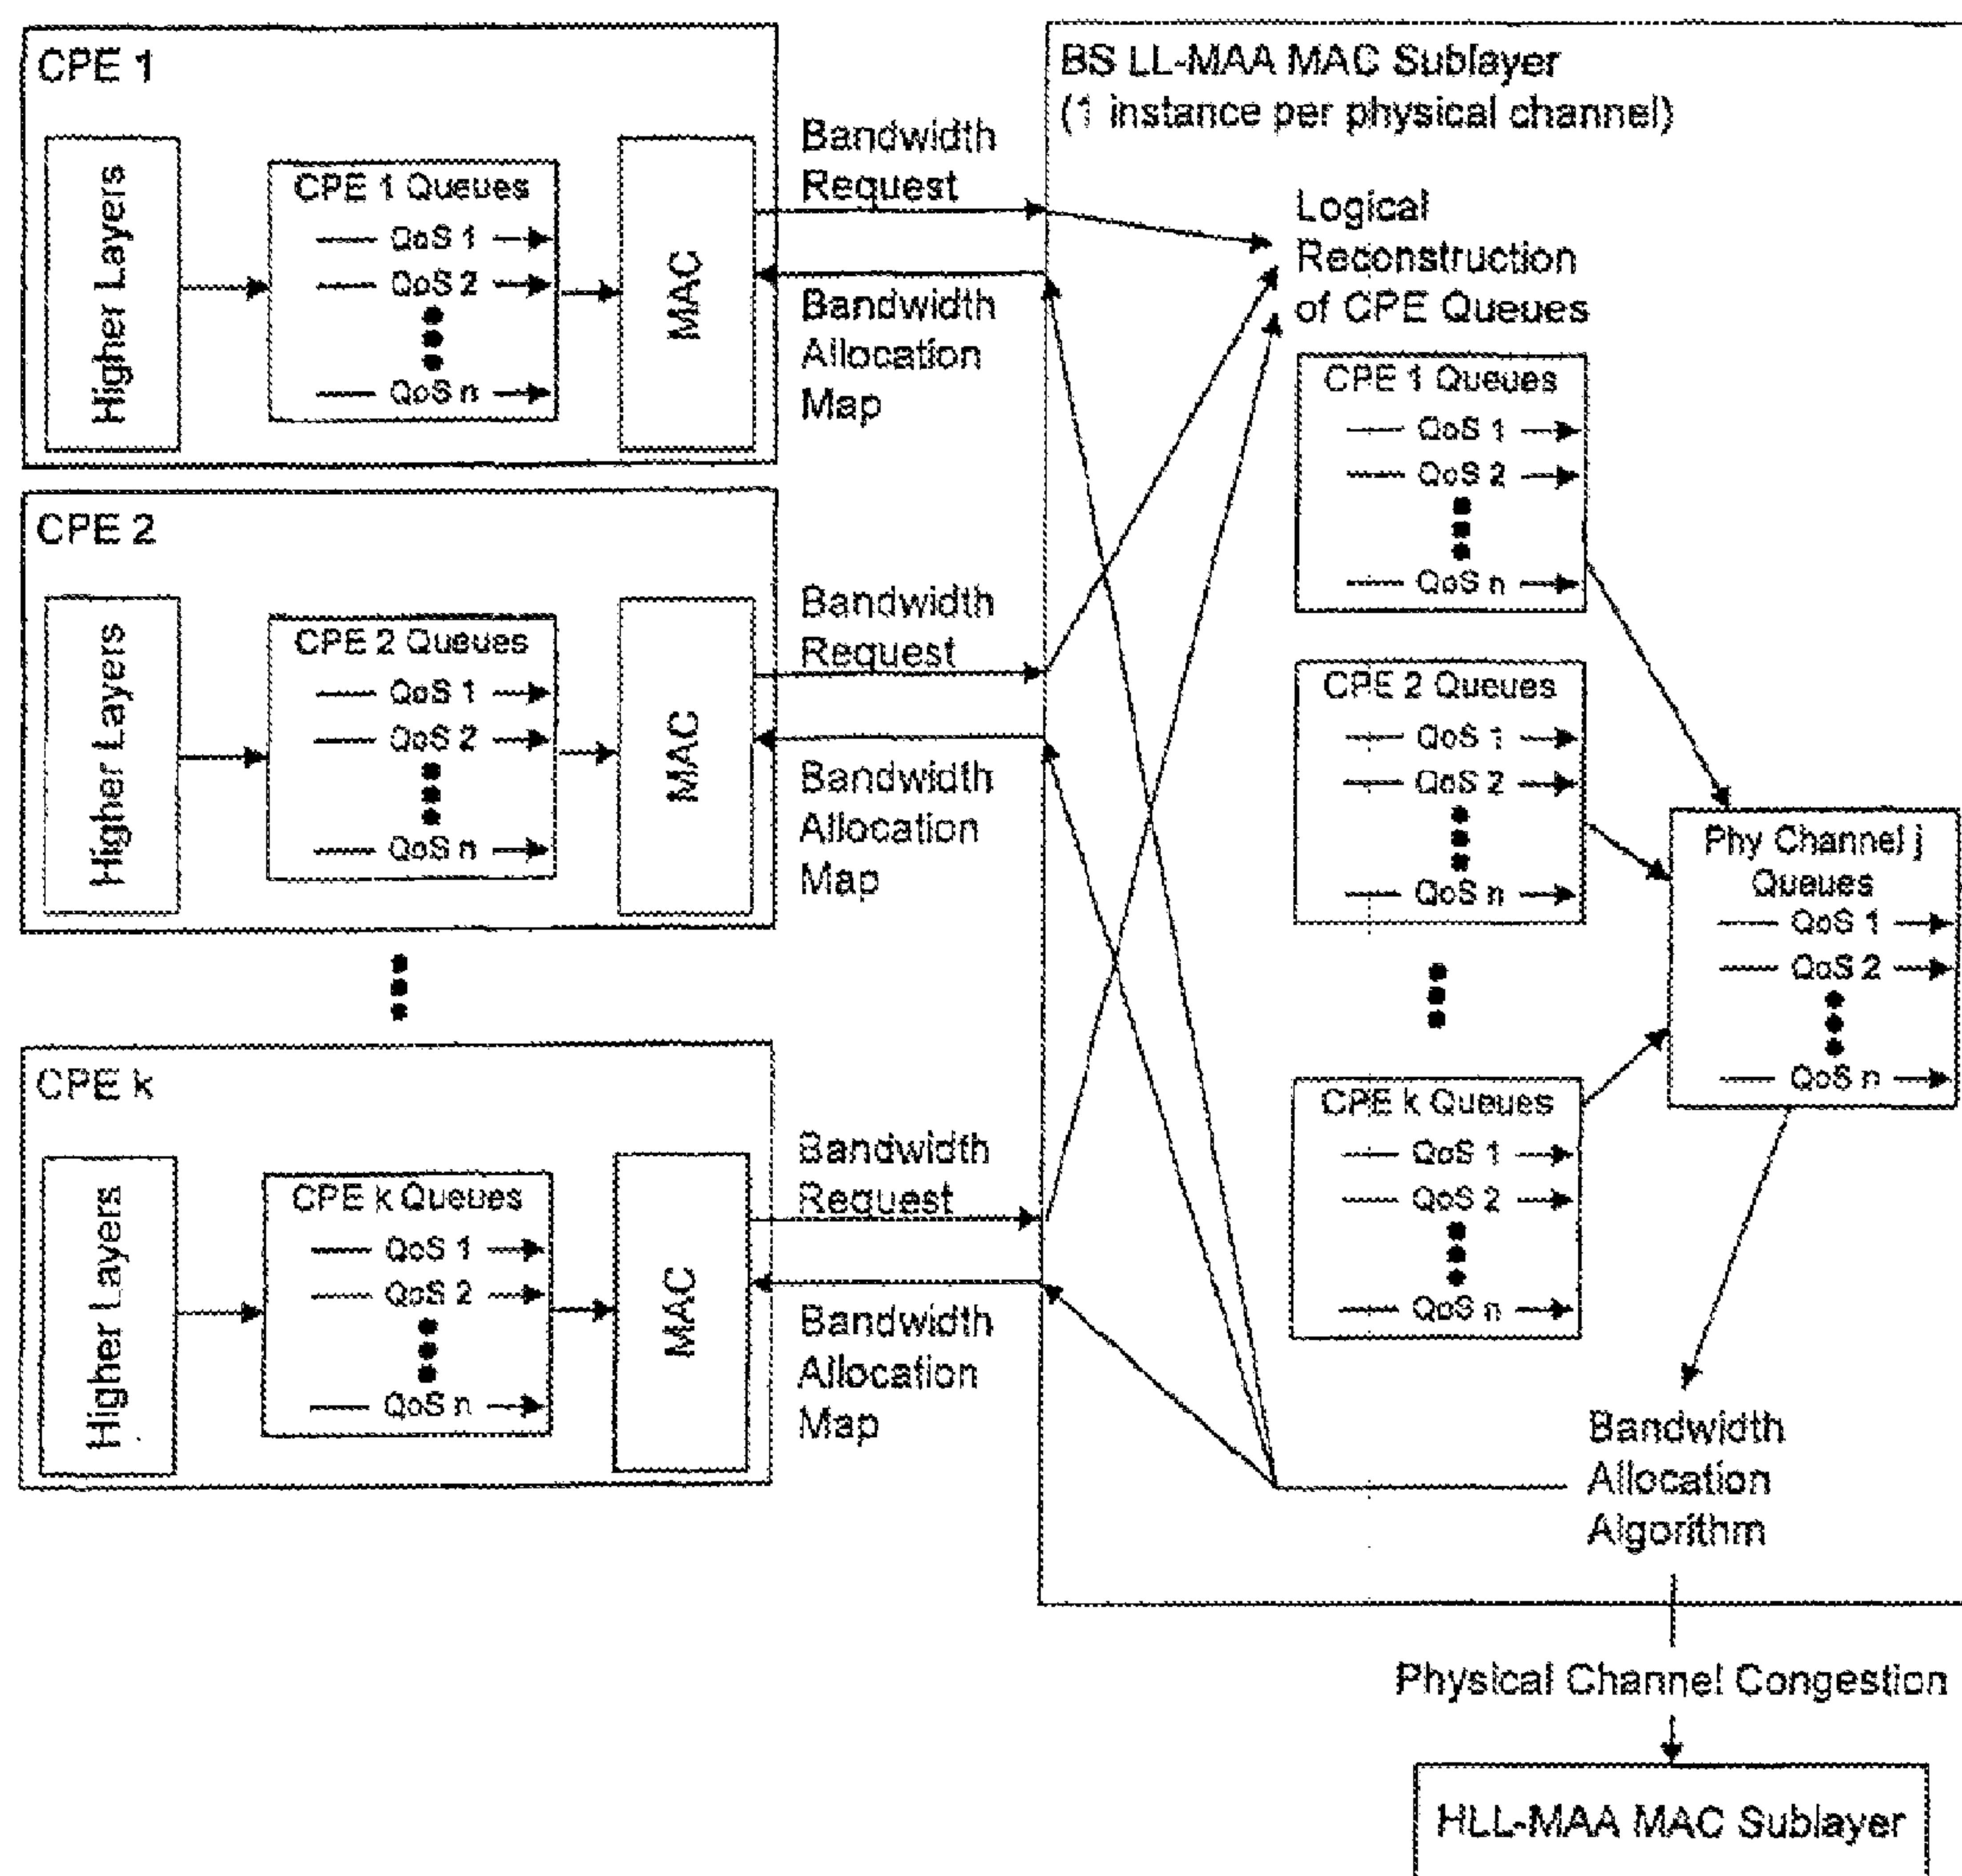 CPE 1
Higher Layers
CPE 1 Queues
QoS 1
QoS 2
QoS n
MAC
Bandwidth
Request
Bandwidth
Allocation
Map
CPE 2
Higher Layers
CPE 2 Queues
QoS 1
QoS 2
QoS n
MAC
Bandwidth
Request
Bandwidth
Allocation
Map
CPE k
Higher Layers
CPE k Queues
QoS 1
QoS 2
QoS n
MAC
Bandwidth
Request
Bandwidth
Allocation
Map
BS LL-MAA MAC Sublayer
(1 instance per physical channel)
Logical
Reconstruction
of CPE Queues
CPE 1 Queues
QoS 1
QoS 2
QoS n
CPE 2 Queues
QoS 1
QoS 2
QoS n
CPE k Queues
QoS 1
QoS 2
QoS n
Phy Channel j
Queues
QoS 1
QoS 2
QoS n
Bandwidth
Allocation
Algorithm
Physical Channel Congestion
HLL-MAA MAC Sublayer